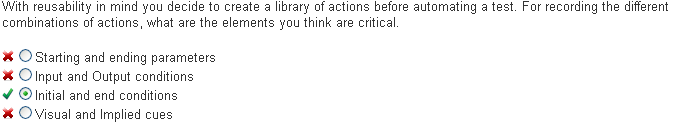 With reusability in mind you decide to create a library of actions before automating a test. For recording the different
combinations of actions, what are the elements you think are critical.
Starting and ending parameters
Input and Output conditions
Initial and end conditions
Visual and Implied cues